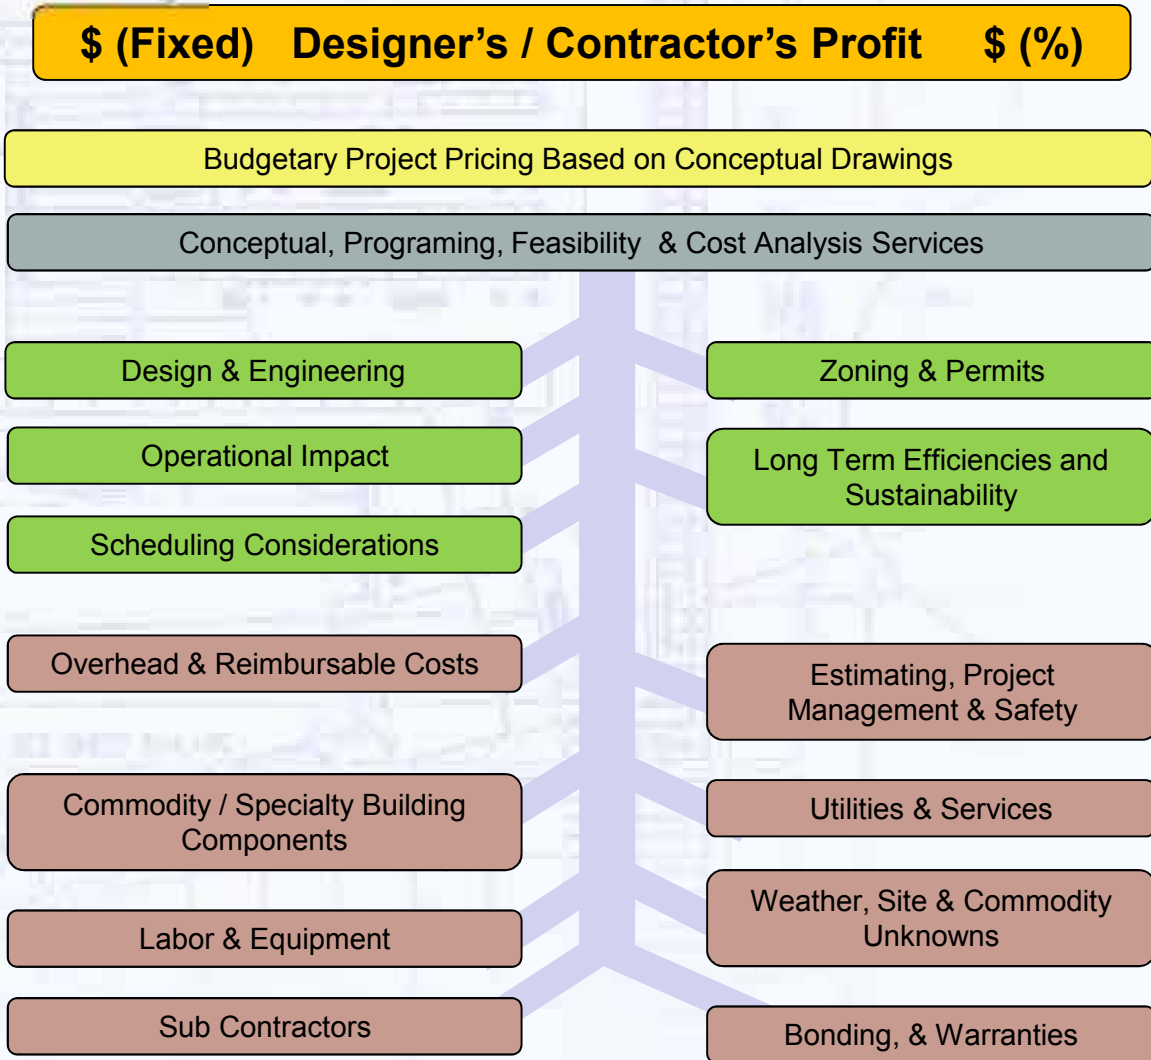 $ (Fixed) Designer's / Contractor's Profit $ (%)
Budgetary Project Pricing Based on Conceptual Drawings
Conceptual, Programing, Feasibility & Cost Analysis Services
Design & Engineering
Zoning & Permits
Operational Impact
Long Term Efficiencies and
Sustainability
Scheduling Considerations
Overhead & Reimbursable Costs
Estimating, Project
Management & Safety
Commodity / Specialty Building
Components
Utilities & Services
Labor & Equipment
Weather, Site & Commodity
Unknowns
Sub Contractors
Bonding, & Warranties